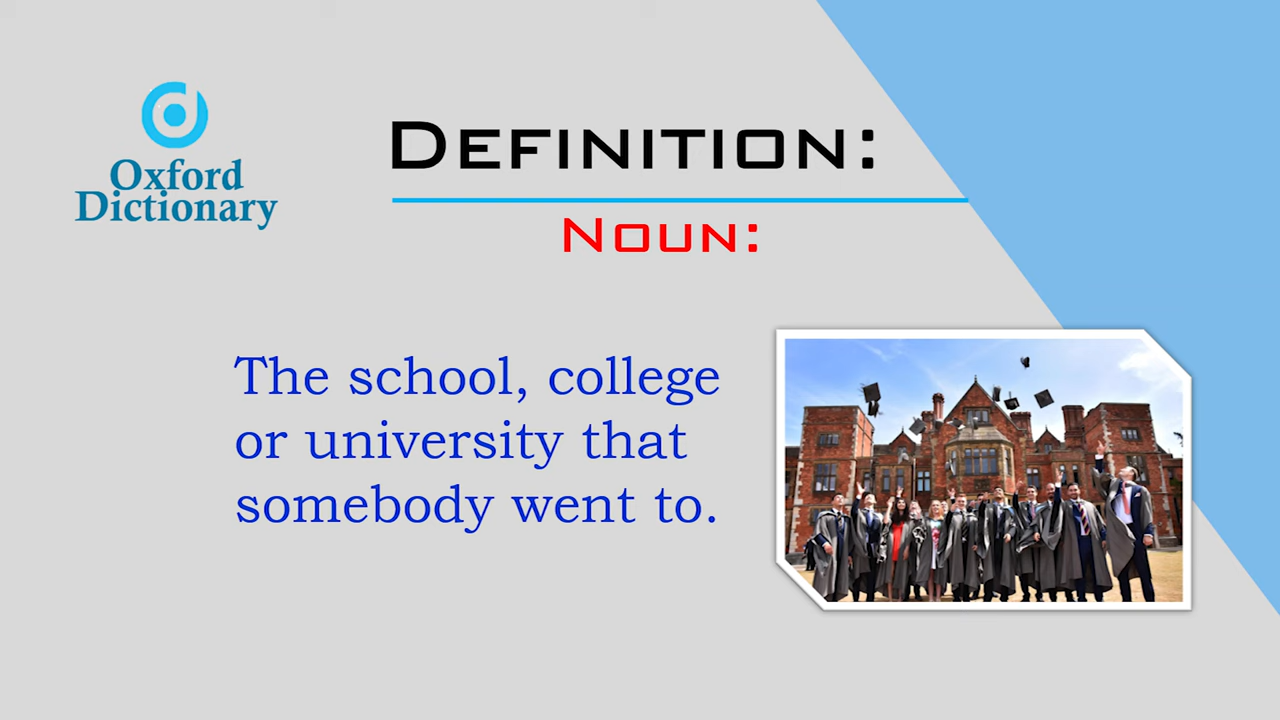 Oxford
Dictionary
DEFINITION:
NOUN:
The school, college
or university that
somebody went to.